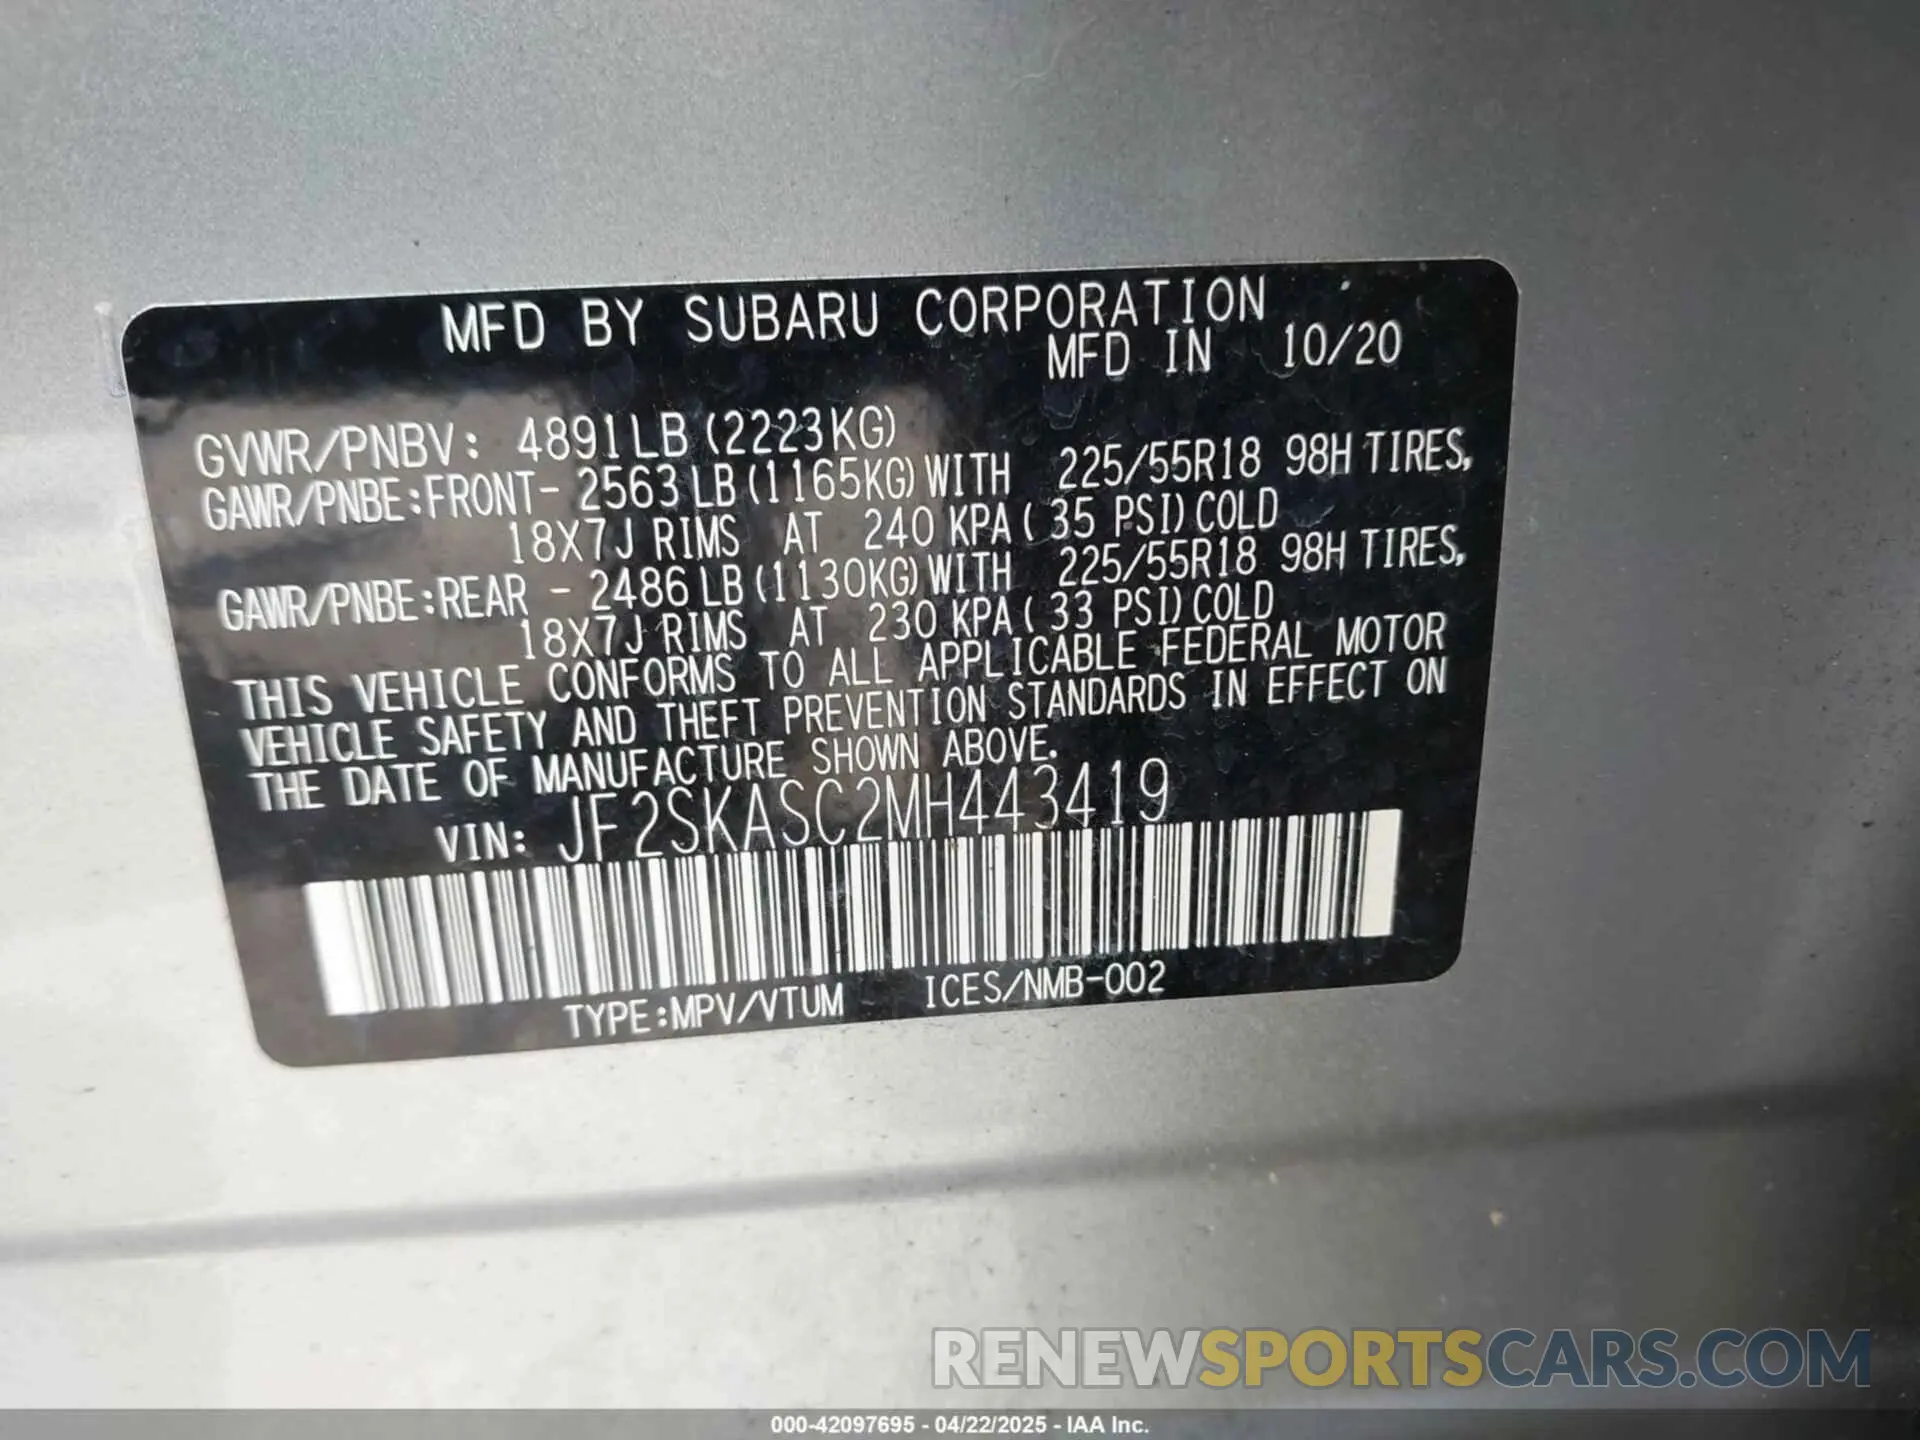 MFD BY SUBARU CORPORATION
MFD IN 10/20
GVWR/PNBV: 4891LB (2223KG)
GAWR/PNBE:FRONT- 2563LB(1165KG)WITH 225/55R18 98H TIRES,
18X7J RIMS AT 240 KPA( 35 PSI)COLD
GAWR/PNBE:REAR - 2486LB(1130KG)WITH 225/55R18 98H TIRES,
18X7J RIMS AT 230 KPA( 33 PSI)COLD
THIS VEHICLE CONFORMS TO ALL APPLICABLE FEDERAL MOTOR
VEHICLE SAFETY AND THEFT PREVENTION STANDARDS IN EFFECT ON
THE DATE OF MANUFACTURE SHOWN ABOVE.
VIN: JF2SKASC2MH443419
TYPE:MPV/VTUM ICES/NMB-002
RENEWSPORTSCARS.COM
000-42097695 - 04/22/2025 - IAA Inc.